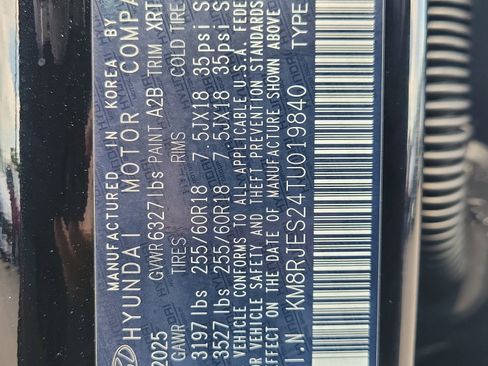 MANUFACTURED IN KOREA BY
HYUNDAI MOTOR COMPA
2025 GVWR 6327 lbs PAINT A2B TRIM XRT
GAWR TIRES RIMS COLD TIRE
3197 lbs 255/60R18 7.5JX18 35psi S
3527 lbs 255/60R18 7.5JX18 35psi S
VEHICLE CONFORMS TO ALL APPLICABLE U.S.A. FEDE
VEHICLE SAFETY AND THEFT PREVENTION STANDARDS
EFFECT ON THE DATE OF MANUFACTURE SHOWN ABOVE
I.N KM8RJES24TU019840 TYPE